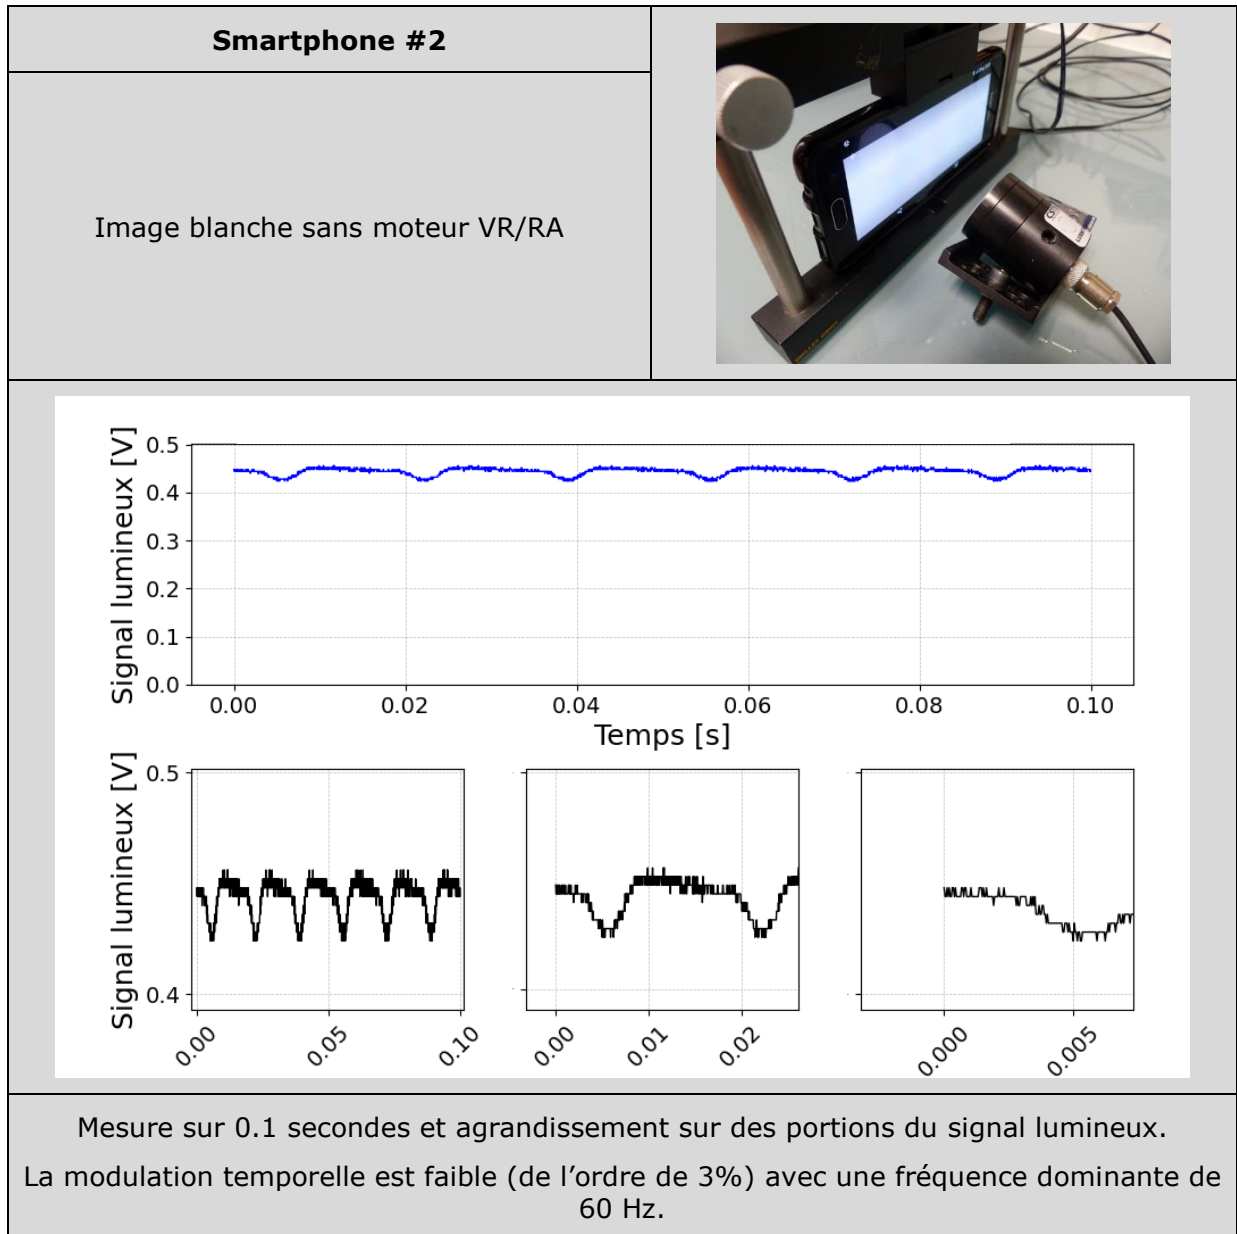 Smartphone #2
Image blanche sans moteur VR/RA
Signal lumineux [V]
0.5
0.4
0.3
0.2
0.1
0.0
0.00
0.02
0.04
0.06
0.08
0.10
Temps [s]
Signal lumineux [V]
0.5
0.4
0.00
0.05
0.10
0.00
0.01
0.02
0.000
0.005
Mesure sur 0.1 secondes et agrandissement sur des portions du signal lumineux.
La modulation temporelle est faible (de l’ordre de 3%) avec une fréquence dominante de
60 Hz.